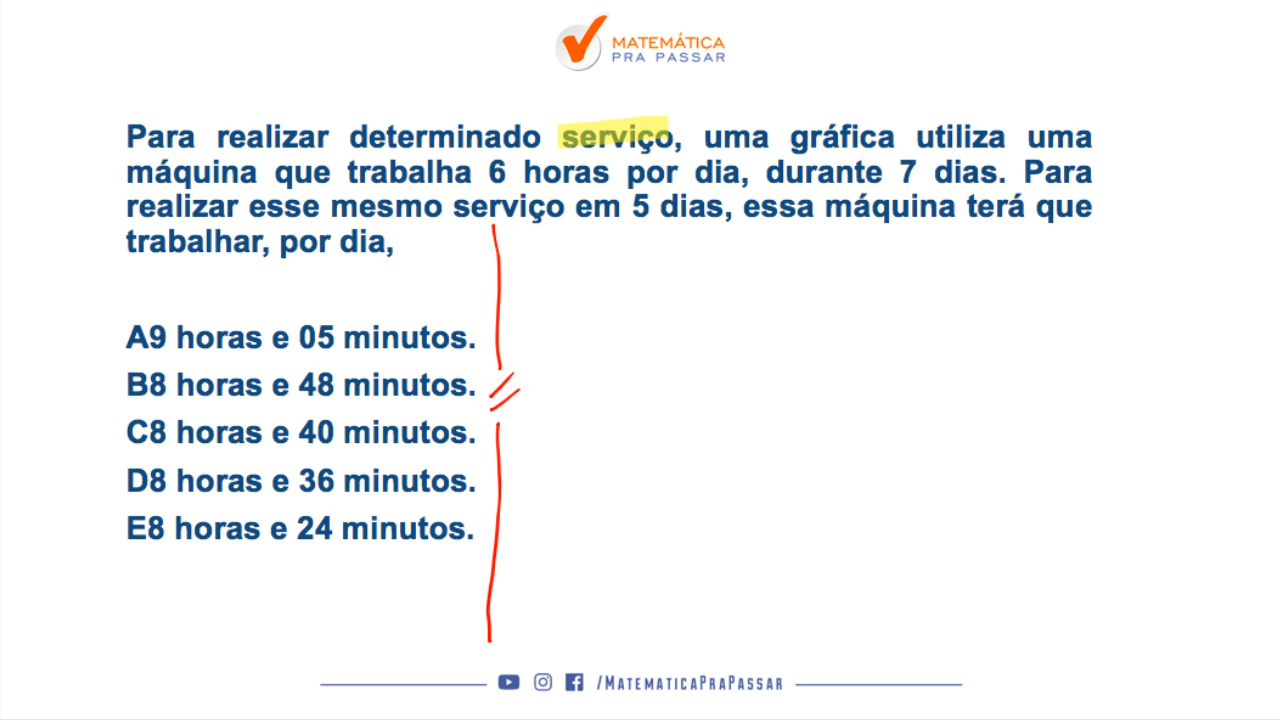 MATEMÁTICA
PRA PASSAR
Para realizar determinado serviço, uma gráfica utiliza uma
máquina que trabalha 6 horas por dia, durante 7 dias. Para
realizar esse mesmo serviço em 5 dias, essa máquina terá que
trabalhar, por dia,
A9 horas e 05 minutos.
B8 horas e 48 minutos.
C8 horas e 40 minutos.
D8 horas e 36 minutos.
E8 horas e 24 minutos.
/MATEMATICAPRAPASSAR